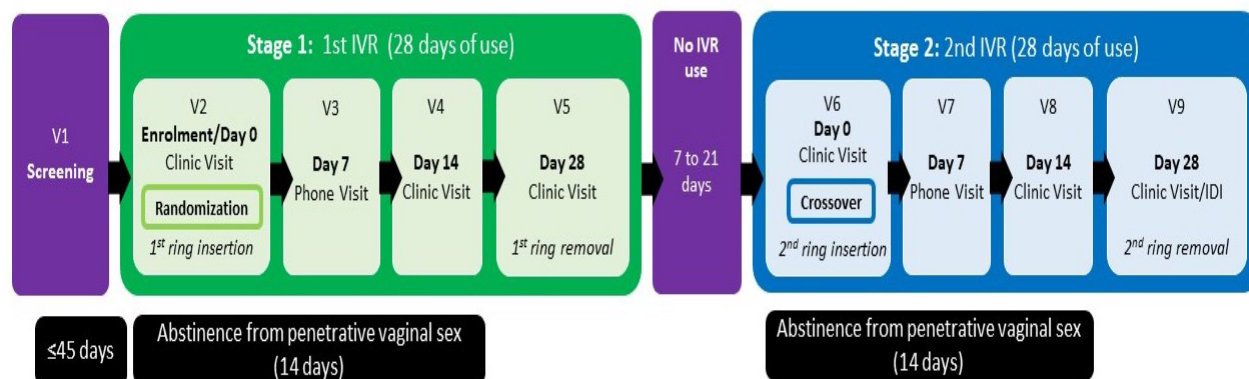 V1
Screening
Stage 1: 1st IVR (28 days of use)
V2
Enrolment/Day 0
Clinic Visit
Randomization
1st ring insertion
V3
Day 7
Phone Visit
V4
Day 14
Clinic Visit
V5
Day 28
Clinic Visit
1st ring removal
No IVR
use
7 to 21
days
Stage 2: 2nd IVR (28 days of use)
V6
Day 0
Clinic Visit
Crossover
2nd ring insertion
V7
Day 7
Phone Visit
V8
Day 14
Clinic Visit
V9
Day 28
Clinic Visit/IDI
2nd ring removal
≤45 days
Abstinence from penetrative vaginal sex
(14 days)
Abstinence from penetrative vaginal sex
(14 days)